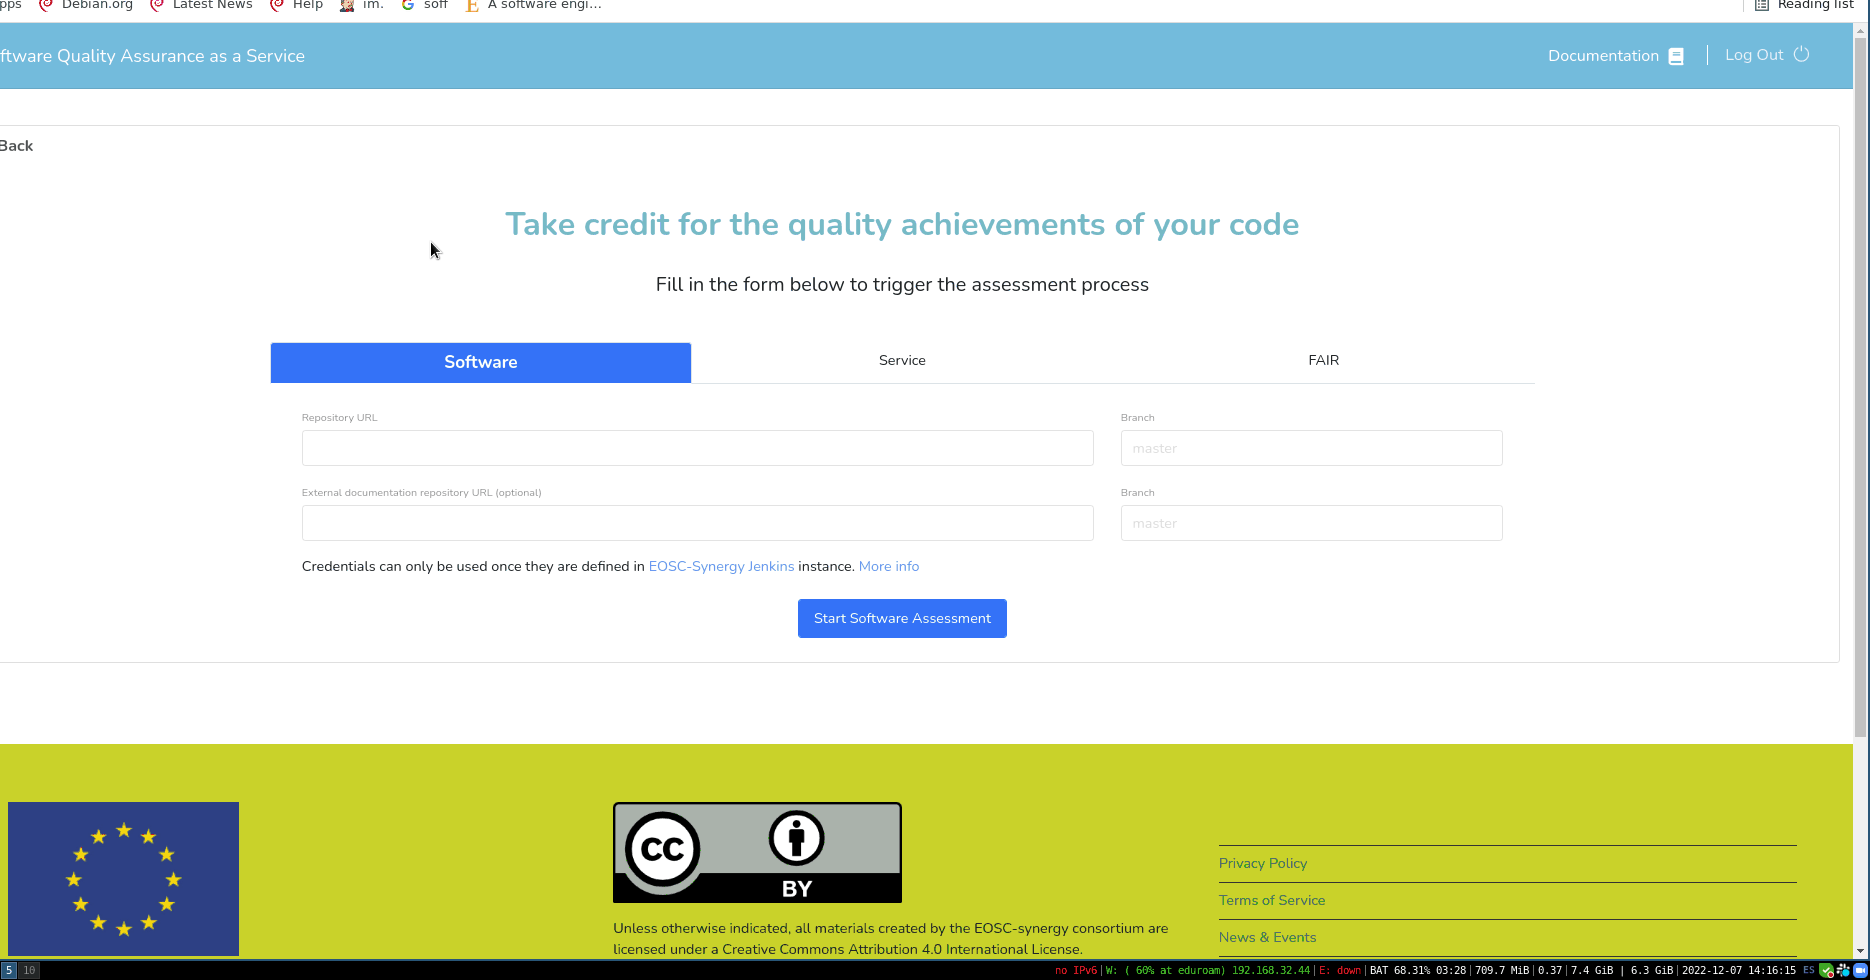 pps Debian.org Latest News Help im. soff A software engi... Reading list
ftware Quality Assurance as a Service Documentation Log Out
Back
Take credit for the quality achievements of your code
Fill in the form below to trigger the assessment process
Software Service FAIR
Repository URL Branch
master
External documentation repository URL (optional) Branch
master
Credentials can only be used once they are defined in EOSC-Synergy Jenkins instance. More info
Start Software Assessment
CC
BY
Unless otherwise indicated, all materials created by the EOSC-synergy consortium are
licensed under a Creative Commons Attribution 4.0 International License.
Privacy Policy
Terms of Service
News & Events
5 10 no IPv6|W: ( 60% at eduroam) 192.168.32.44|E: down|BAT 68.31% 03:28|709.7 MiB|0.37|7.4 GiB | 6.3 GiB|2022-12-07 14:16:15 ES